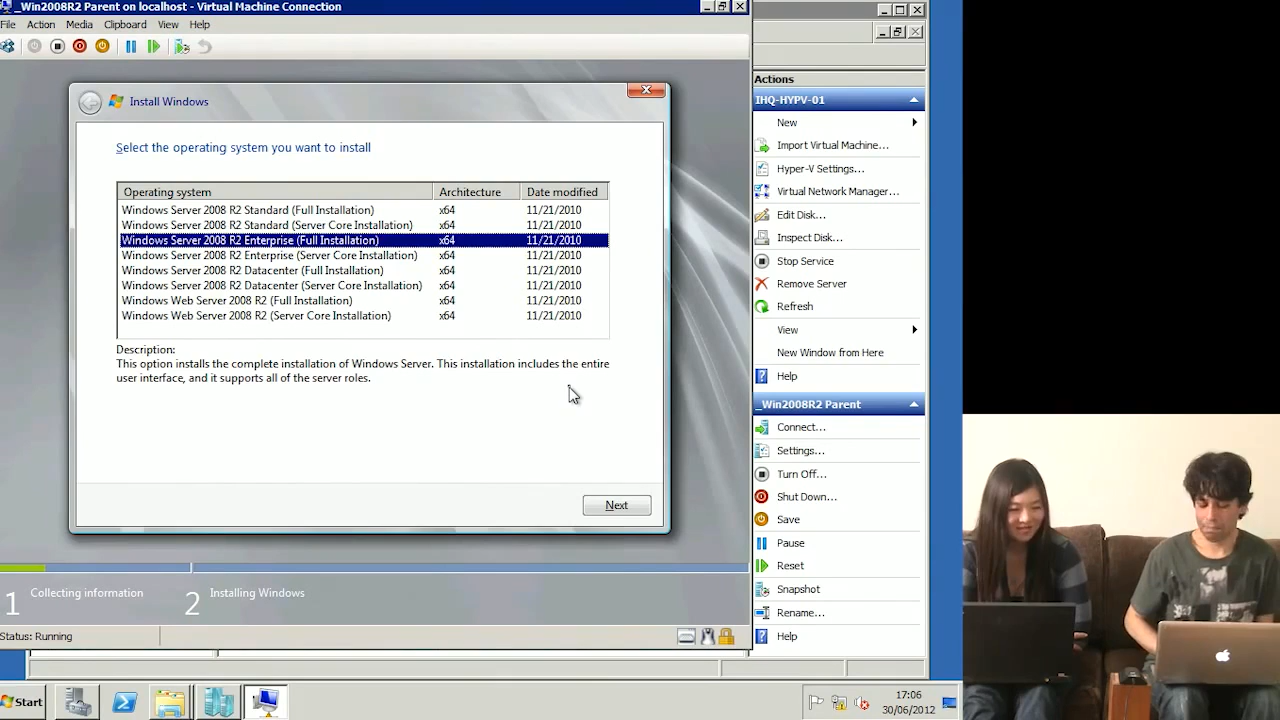 _Win2008R2 Parent on localhost - Virtual Machine Connection
File Action Media Clipboard View Help
Install Windows
Select the operating system you want to install
Operating system Architecture Date modified
Windows Server 2008 R2 Standard (Full Installation) x64 11/21/2010
Windows Server 2008 R2 Standard (Server Core Installation) x64 11/21/2010
Windows Server 2008 R2 Enterprise (Full Installation) x64 11/21/2010
Windows Server 2008 R2 Enterprise (Server Core Installation) x64 11/21/2010
Windows Server 2008 R2 Datacenter (Full Installation) x64 11/21/2010
Windows Server 2008 R2 Datacenter (Server Core Installation) x64 11/21/2010
Windows Web Server 2008 R2 (Full Installation) x64 11/21/2010
Windows Web Server 2008 R2 (Server Core Installation) x64 11/21/2010
Description:
This option installs the complete installation of Windows Server. This installation includes the entire
user interface, and it supports all of the server roles.
Next
1 Collecting information 2 Installing Windows
Status: Running
Actions
IHQ-HYPV-01
New
Import Virtual Machine...
Hyper-V Settings...
Virtual Network Manager...
Edit Disk...
Inspect Disk...
Stop Service
Remove Server
Refresh
View
New Window from Here
Help
_Win2008R2 Parent
Connect...
Settings...
Turn Off...
Shut Down...
Save
Pause
Reset
Snapshot
Rename...
Help
Start
17:06
30/06/2012